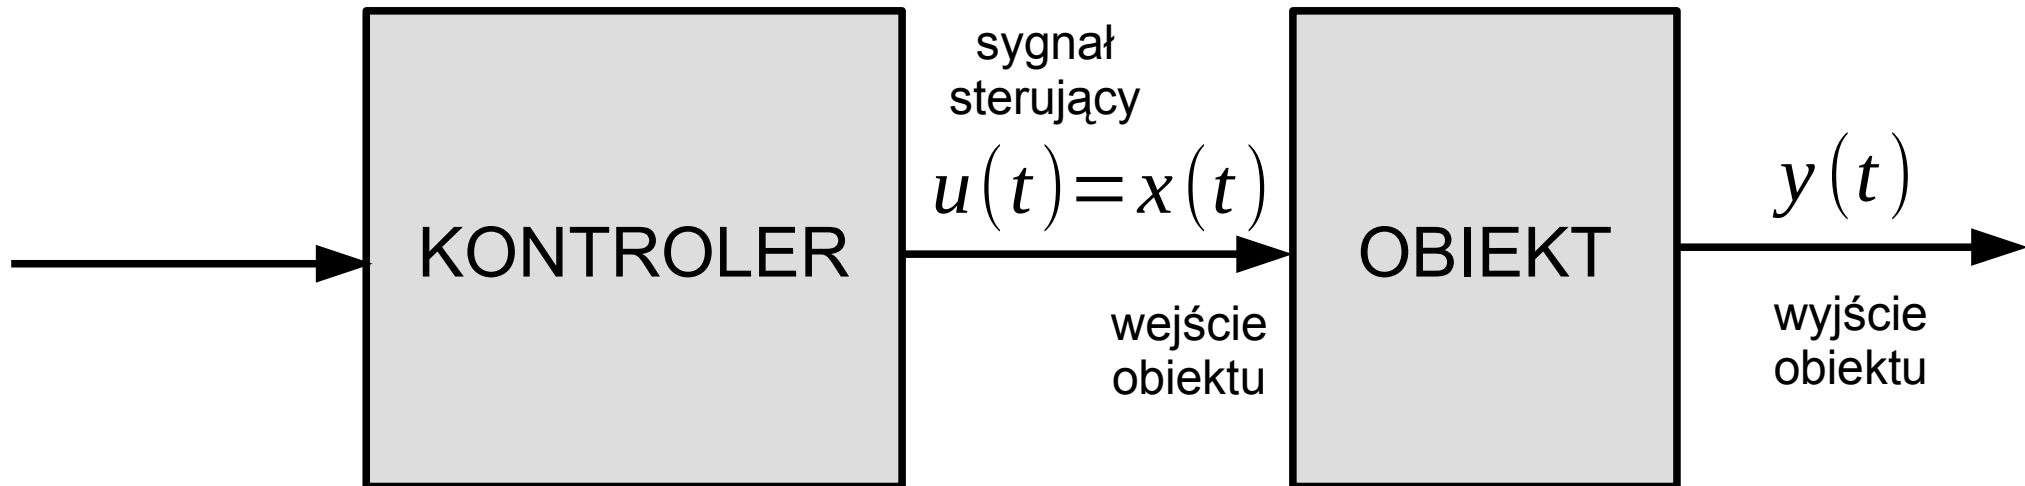 KONTROLER
sygnał
sterujący
u(t)=x(t)
wejście
obiektu
OBIEKT
y(t)
wyjście
obiektu